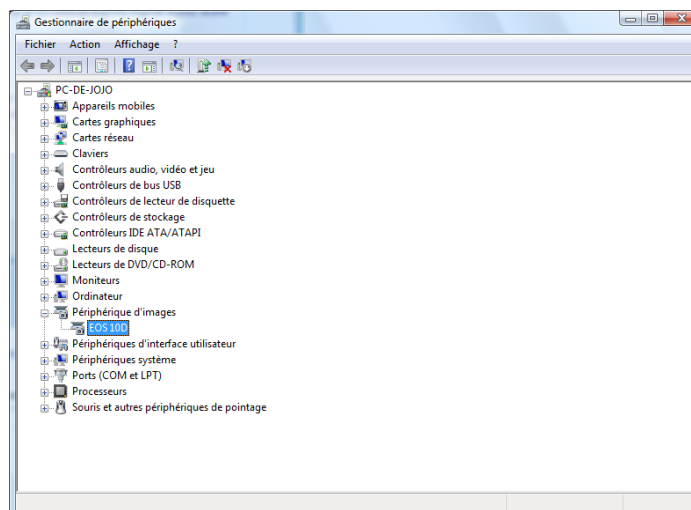 Gestionnaire de périphériques
Fichier Action Affichage ?
PC-DE-JOJO
Appareils mobiles
Cartes graphiques
Cartes réseau
Claviers
Contrôleurs audio, vidéo et jeu
Contrôleurs de bus USB
Contrôleurs de lecteur de disquette
Contrôleurs de stockage
Contrôleurs IDE ATA/ATAPI
Lecteurs de disque
Lecteurs de DVD/CD-ROM
Moniteurs
Ordinateur
Périphérique d'images
EOS 10D
Périphériques d'interface utilisateur
Périphériques système
Ports (COM et LPT)
Processeurs
Souris et autres périphériques de pointage